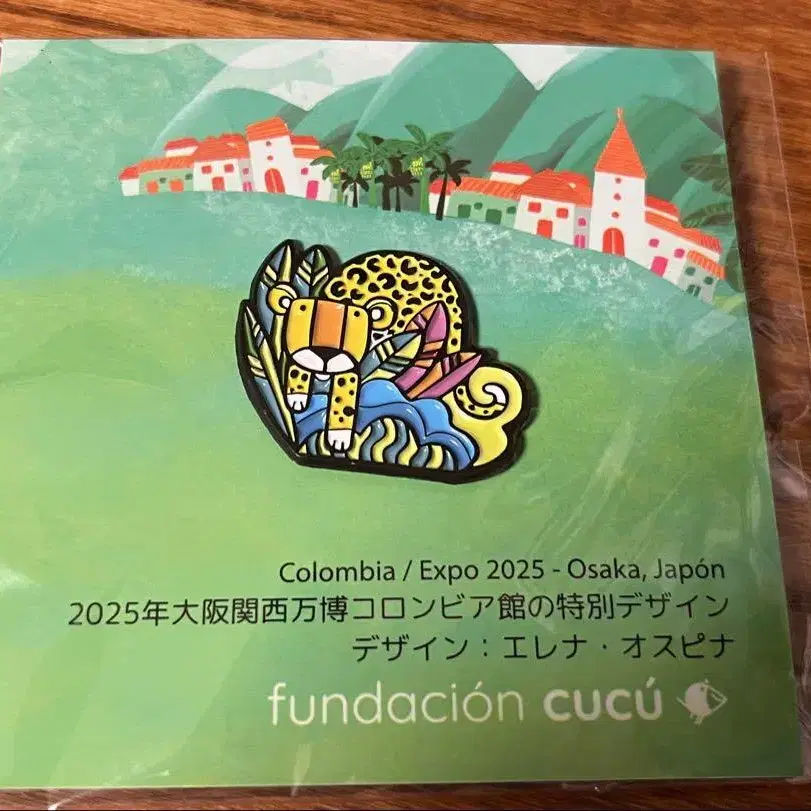 Colombia / Expo 2025 - Osaka, Japón
2025年大阪関西万博コロンビア館の特別デザイン
デザイン：エレナ・オスピナ
fundación cucú